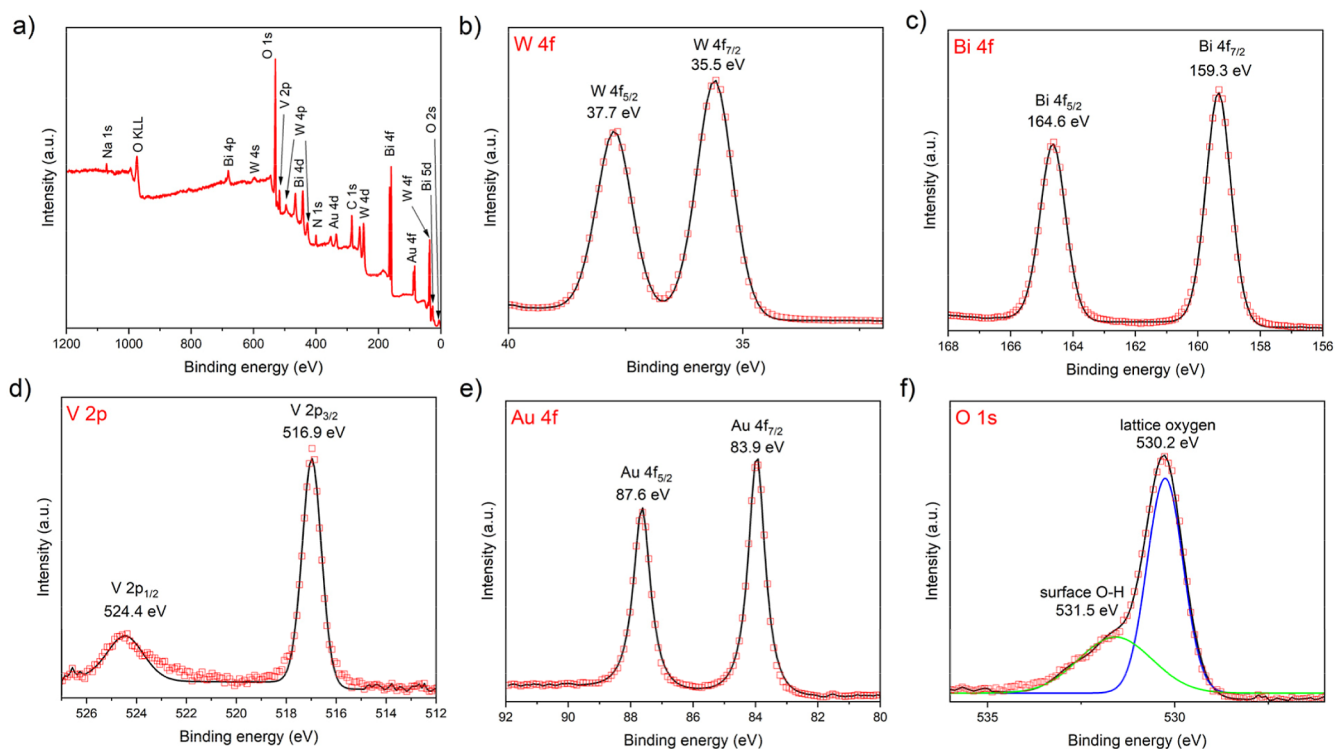 a)
Na 1s
O KLL
Bi 4p
W 4s
O 1s
V 2p
W 4p
Bi 4d
N 1s
Au 4d
C 1s
W 4d
Bi 4f
Au 4f
W 4f
Bi 5d
O 2s
Intensity (a.u.)
1200 1000 800 600 400 200 0
Binding energy (eV)
b)
W 4f
W 4f7/2
35.5 eV
W 4f5/2
37.7 eV
Intensity (a.u.)
40 35
Binding energy (eV)
c)
Bi 4f
Bi 4f7/2
159.3 eV
Bi 4f5/2
164.6 eV
Intensity (a.u.)
168 166 164 162 160 158 156
Binding energy (eV)
d)
V 2p
V 2p3/2
516.9 eV
V 2p1/2
524.4 eV
Intensity (a.u.)
526 524 522 520 518 516 514 512
Binding energy (eV)
e)
Au 4f
Au 4f7/2
83.9 eV
Au 4f5/2
87.6 eV
Intensity (a.u.)
92 90 88 86 84 82 80
Binding energy (eV)
f)
O 1s
lattice oxygen
530.2 eV
surface O-H
531.5 eV
Intensity (a.u.)
535 530
Binding energy (eV)